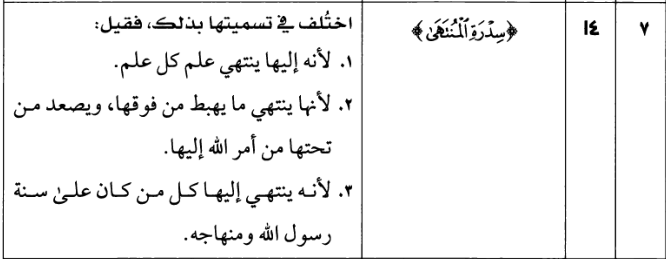 ٧ ١٤ ﴿سِدْرَةِ ٱلْمُنتَهَىٰ﴾ اختُلف في تسميتها بذلك، فقيل:
١. لأنه إليها ينتهي علم كل علم.
٢. لأنها ينتهي ما يهبط من فوقها، ويصعد من
تحتها من أمر الله إليها.
٣. لأنه ينتهي إليها كل من كان علىٰ سنة
رسول الله ومنهاجه.